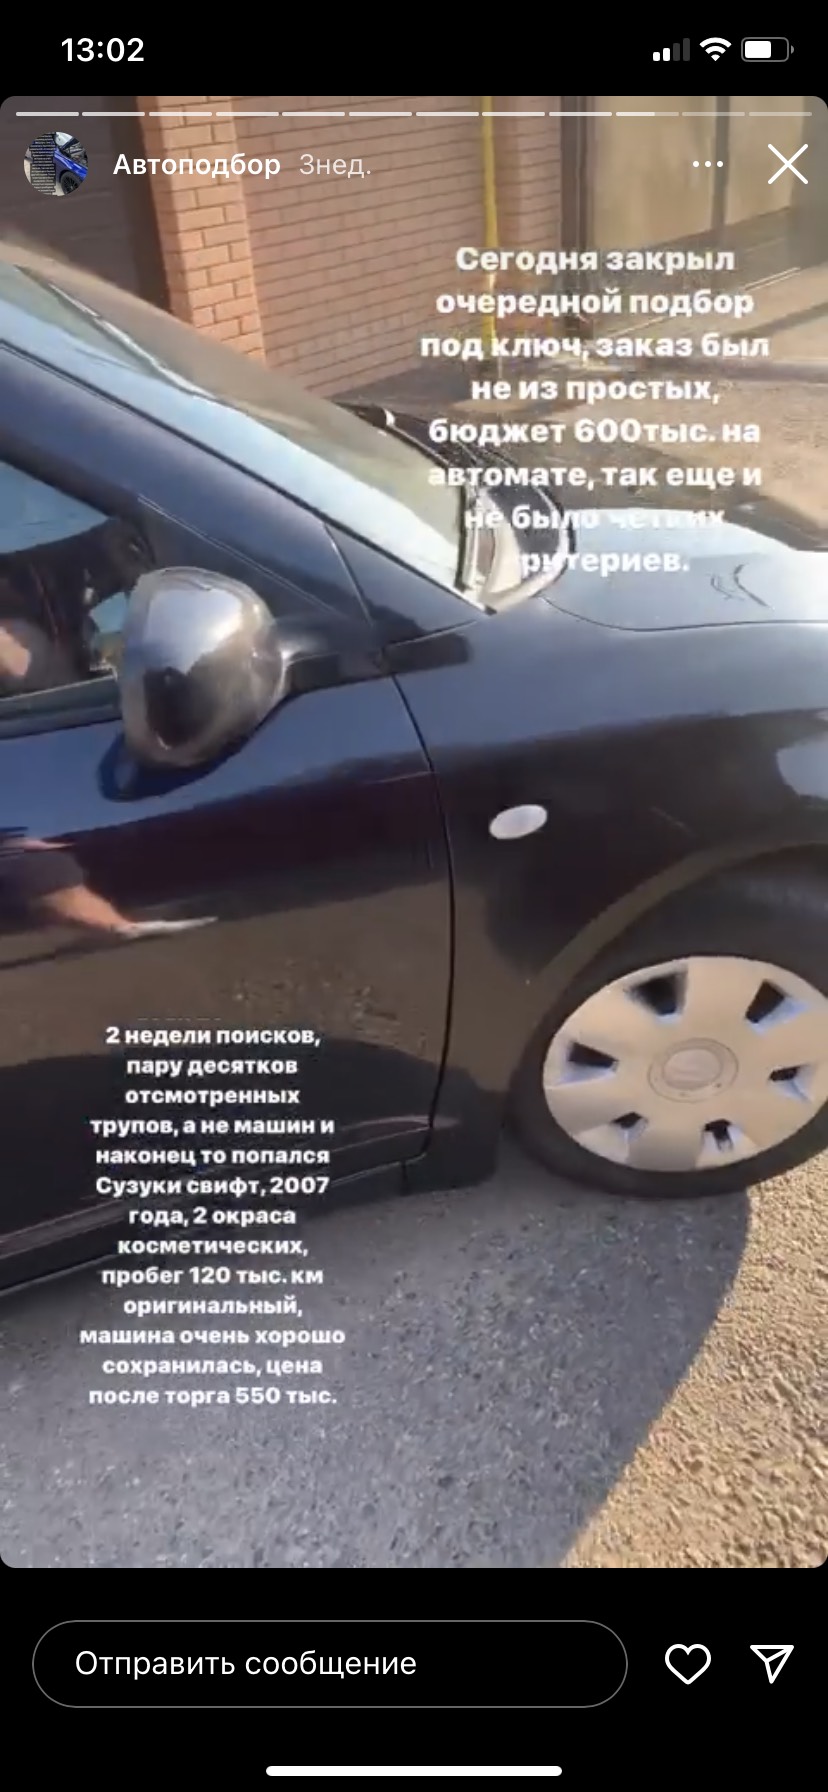 13:02
Автоподбор 3нед.
Сегодня закрыл
очередной подбор
под ключ, заказ был
не из простых,
бюджет 600тыс. на
автомате, так еще и
не было четких
ритериев.
2 недели поисков,
пару десятков
отсмотренных
трупов, а не машин и
наконец то попался
Сузуки свифт, 2007
года, 2 окраса
косметических,
пробег 120 тыс. км
оригинальный,
машина очень хорошо
сохранилась, цена
после торга 550 тыс.
Отправить сообщение